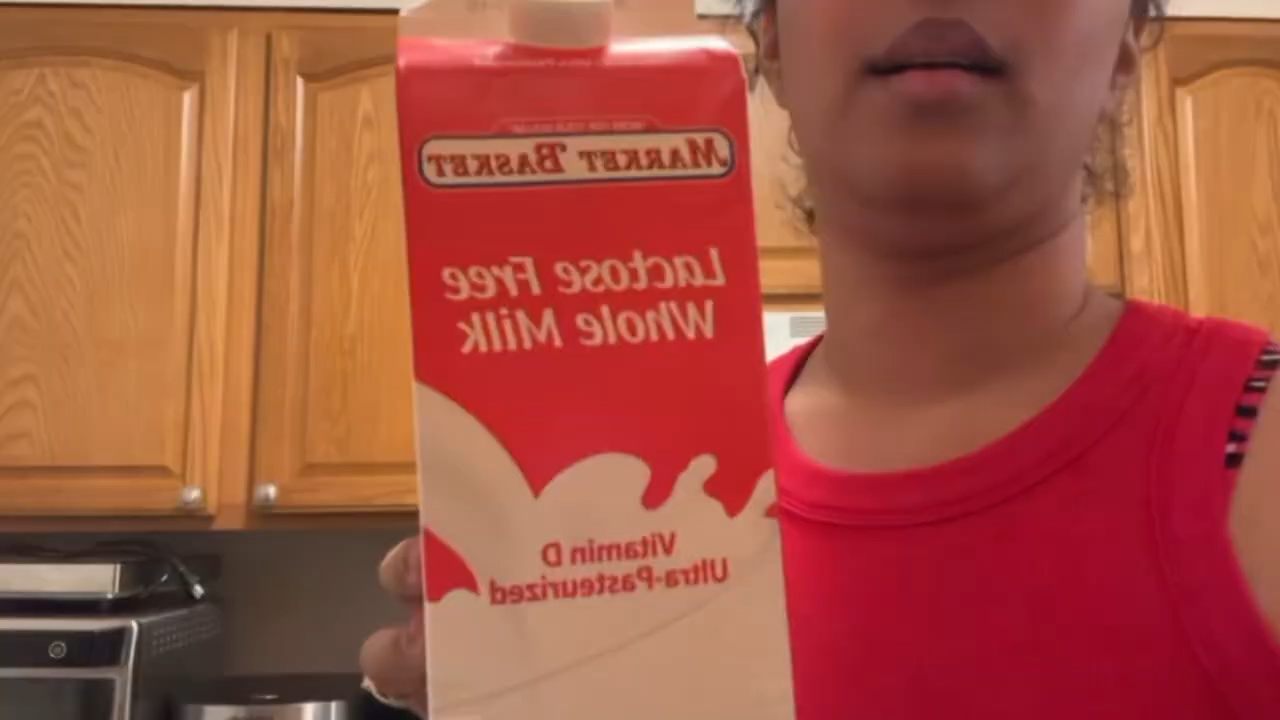 Market Basket
Lactose Free
Whole Milk
Vitamin D
Ultra-Pasteurized